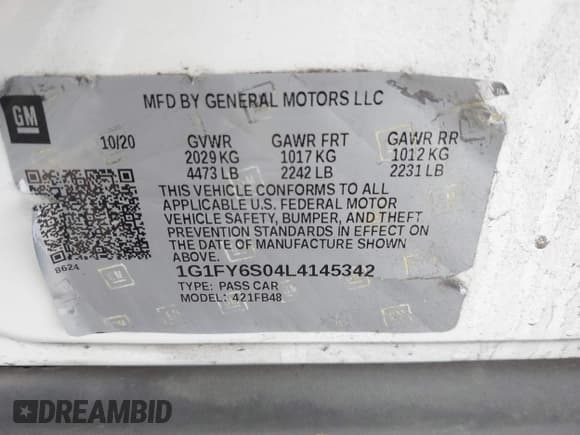 GM
MFD BY GENERAL MOTORS LLC
10/20 GVWR GAWR FRT GAWR RR
2029 KG 1017 KG 1012 KG
4473 LB 2242 LB 2231 LB
THIS VEHICLE CONFORMS TO ALL
APPLICABLE U.S. FEDERAL MOTOR
VEHICLE SAFETY, BUMPER, AND THEFT
PREVENTION STANDARDS IN EFFECT ON
THE DATE OF MANUFACTURE SHOWN
ABOVE.
8624
1G1FY6S04L4145342
TYPE: PASS CAR
MODEL: 421FB48
DREAMBID